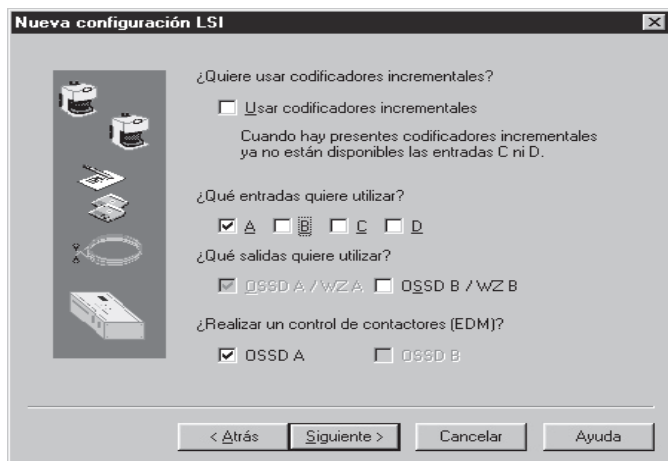 Nueva configuración LSI
¿Quiere usar codificadores incrementales?
Usar codificadores incrementales
Cuando hay presentes codificadores incrementales
ya no están disponibles las entradas C ni D.
¿Qué entradas quiere utilizar?
A B C D
¿Qué salidas quiere utilizar?
OSSD A / WZ A OSSD B / WZ B
¿Realizar un control de contactores (EDM)?
OSSD A OSSD B
< Atrás Siguiente > Cancelar Ayuda